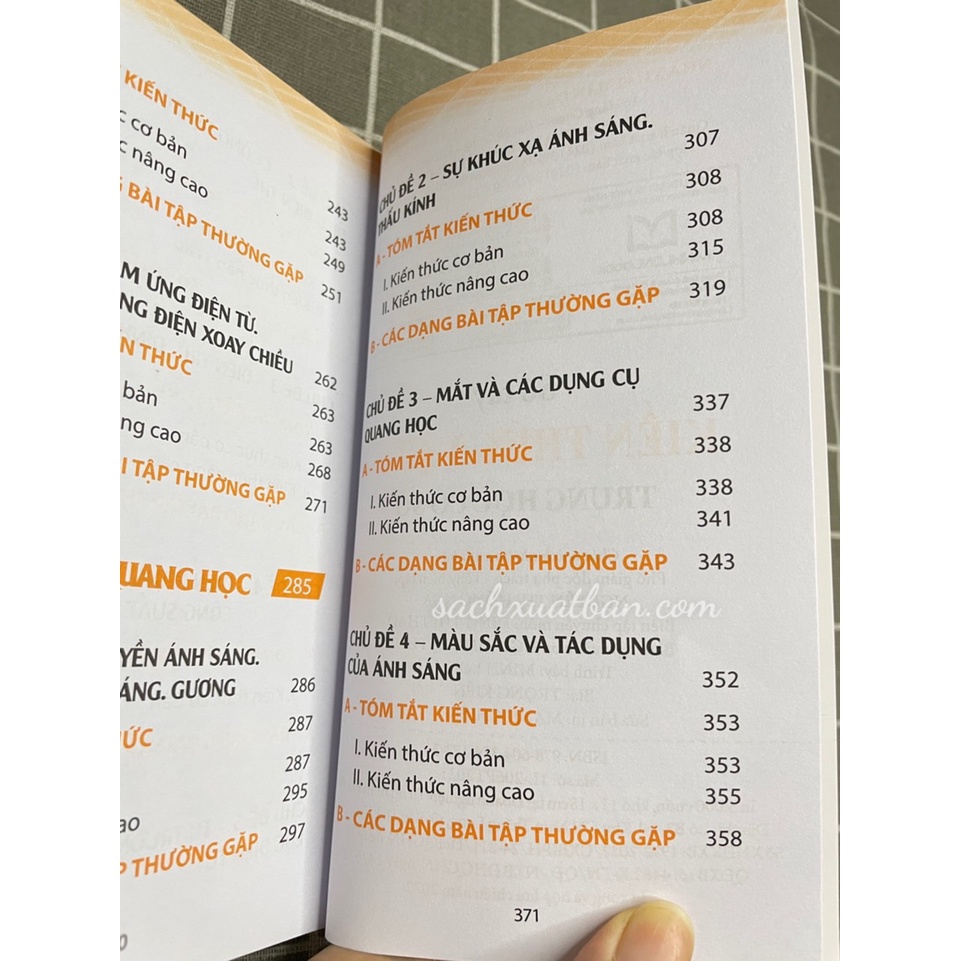 KIẾN THỨC
cơ bản
nâng cao
243
BÀI TẬP THƯỜNG GẶP
243
249
251
ỨNG ĐIỆN TỪ.
ĐIỆN XOAY CHIỀU
262
THỨC
263
bản
263
nâng cao
268
TẬP THƯỜNG GẶP
271
QUANG HỌC 285
ÁNH SÁNG.
GƯƠNG 286
287
287
295
THƯỜNG GẶP 297
CHỦ ĐỀ 2 – SỰ KHÚC XẠ ÁNH SÁNG.
THẤU KÍNH 307
A - TÓM TẮT KIẾN THỨC 308
I. Kiến thức cơ bản 308
II. Kiến thức nâng cao 315
B - CÁC DẠNG BÀI TẬP THƯỜNG GẶP 319
CHỦ ĐỀ 3 – MẮT VÀ CÁC DỤNG CỤ
QUANG HỌC 337
A - TÓM TẮT KIẾN THỨC 338
I. Kiến thức cơ bản 338
II. Kiến thức nâng cao 341
B - CÁC DẠNG BÀI TẬP THƯỜNG GẶP 343
sachxuatban.com
CHỦ ĐỀ 4 – MÀU SẮC VÀ TÁC DỤNG
CỦA ÁNH SÁNG 352
A - TÓM TẮT KIẾN THỨC 353
I. Kiến thức cơ bản 353
II. Kiến thức nâng cao 355
B - CÁC DẠNG BÀI TẬP THƯỜNG GẶP 358
371